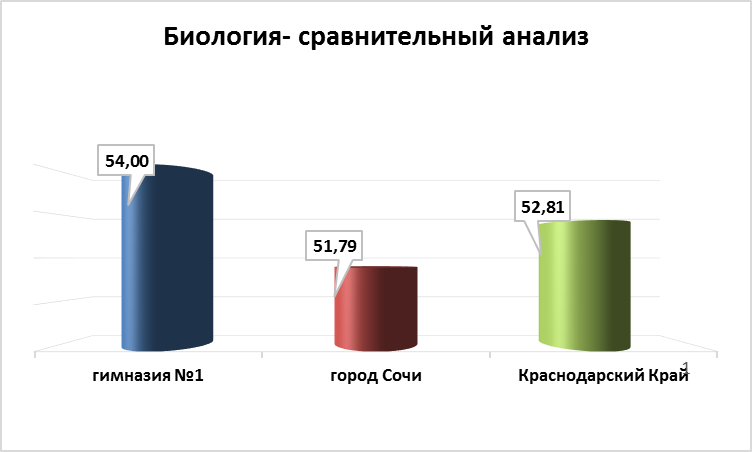 Биология- сравнительный анализ
54,00
51,79
52,81
гимназия №1
город Сочи
Краснодарский Край
1